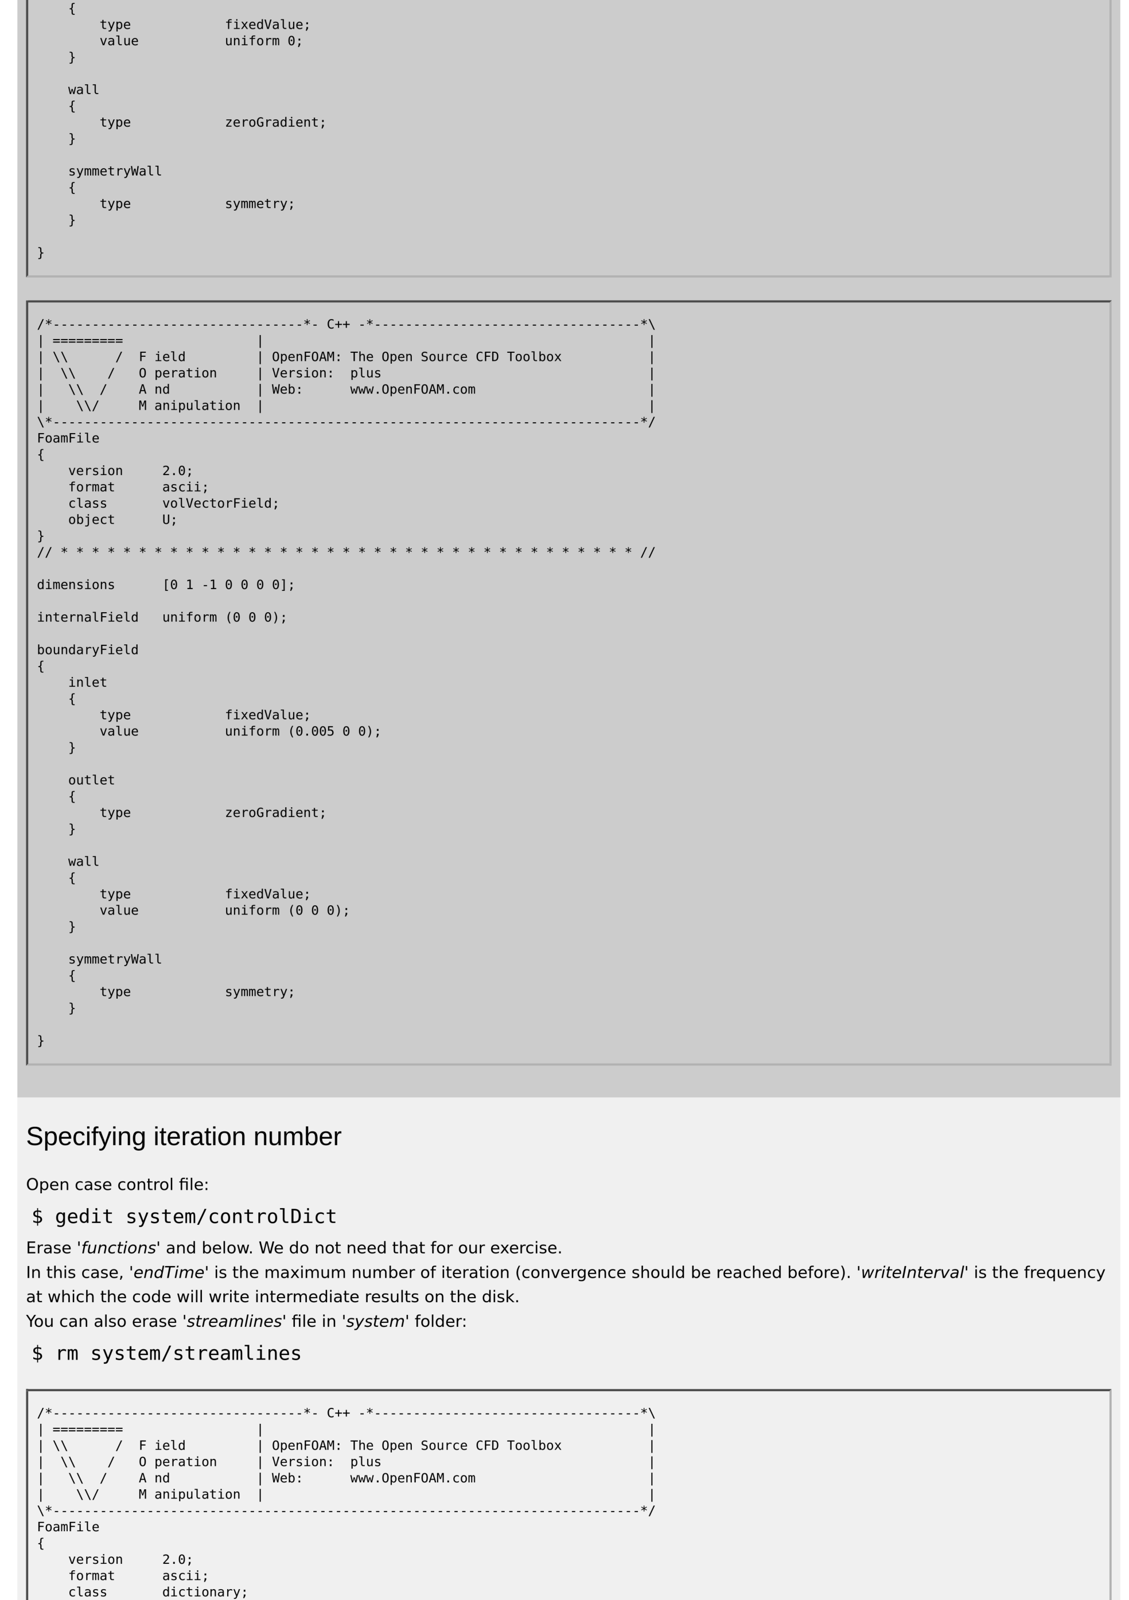 {
        type            fixedValue;
        value           uniform 0;
    }

    wall
    {
        type            zeroGradient;
    }

    symmetryWall
    {
        type            symmetry;
    }

}

/*--------------------------------*- C++ -*----------------------------------*\
| =========                 |                                                 |
| \\      /  F ield         | OpenFOAM: The Open Source CFD Toolbox           |
|  \\    /   O peration     | Version:  plus                                  |
|   \\  /    A nd           | Web:      www.OpenFOAM.com                      |
|    \\/     M anipulation  |                                                 |
\*---------------------------------------------------------------------------*/
FoamFile
{
    version     2.0;
    format      ascii;
    class       volVectorField;
    object      U;
}
// * * * * * * * * * * * * * * * * * * * * * * * * * * * * * * * * * * * * * //

dimensions      [0 1 -1 0 0 0 0];

internalField   uniform (0 0 0);

boundaryField
{
    inlet
    {
        type            fixedValue;
        value           uniform (0.005 0 0);
    }

    outlet
    {
        type            zeroGradient;
    }

    wall
    {
        type            fixedValue;
        value           uniform (0 0 0);
    }

    symmetryWall
    {
        type            symmetry;
    }

}

Specifying iteration number
Open case control file:
$ gedit system/controlDict
Erase 'functions' and below. We do not need that for our exercise.
In this case, 'endTime' is the maximum number of iteration (convergence should be reached before). 'writeInterval' is the frequency
at which the code will write intermediate results on the disk.
You can also erase 'streamlines' file in 'system' folder:
$ rm system/streamlines

/*--------------------------------*- C++ -*----------------------------------*\
| =========                 |                                                 |
| \\      /  F ield         | OpenFOAM: The Open Source CFD Toolbox           |
|  \\    /   O peration     | Version:  plus                                  |
|   \\  /    A nd           | Web:      www.OpenFOAM.com                      |
|    \\/     M anipulation  |                                                 |
\*---------------------------------------------------------------------------*/
FoamFile
{
    version     2.0;
    format      ascii;
    class       dictionary;